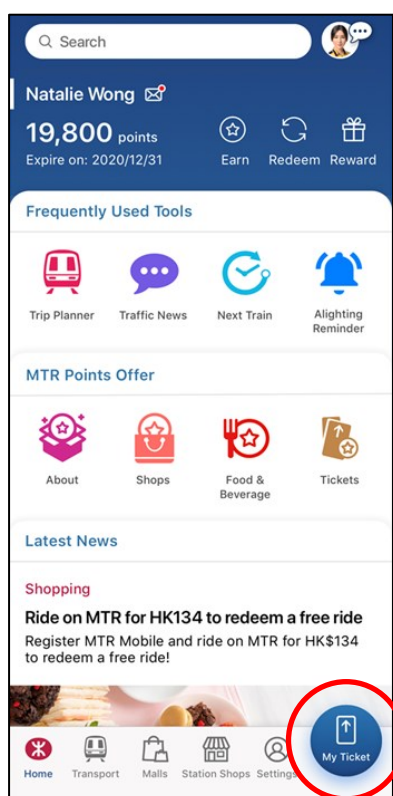 Search
Natalie Wong
19,800 points
Expire on: 2020/12/31
Earn Redeem Reward
Frequently Used Tools
Trip Planner Traffic News Next Train Alighting
Reminder
MTR Points Offer
About Shops Food &
Beverage Tickets
Latest News
Shopping
Ride on MTR for HK134 to redeem a free ride
Register MTR Mobile and ride on MTR for HK$134
to redeem a free ride!
My Ticket
Home Transport Malls Station Shops Settings